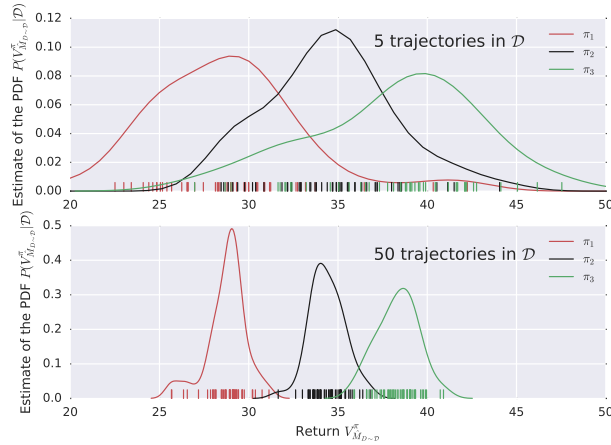 Estimate of the PDF P(V^π_{M_{D∼𝒟}}|𝒟)
0.12
0.10
0.08
0.06
0.04
0.02
0.00
5 trajectories in 𝒟
π₁
π₂
π₃
20 25 30 35 40 45 50
Estimate of the PDF P(V^π_{M_{D∼𝒟}}|𝒟)
0.5
0.4
0.3
0.2
0.1
0.0
50 trajectories in 𝒟
π₁
π₂
π₃
20 25 30 35 40 45 50
Return V^π_{M_{D∼𝒟}}